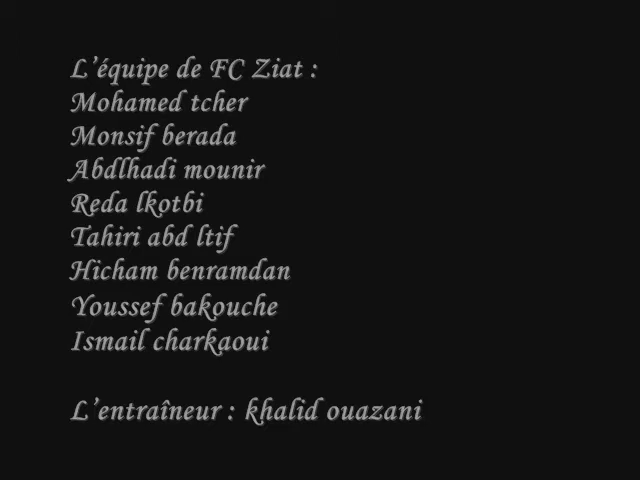 L’équipe de FC Ziat :
Mohamed tcher
Monsif berada
Abdlhadi mounir
Reda lkotbi
Tahiri abd ltif
Hicham benramdan
Youssef bakouche
Ismail charkaoui
L’entraîneur : khalid ouazani